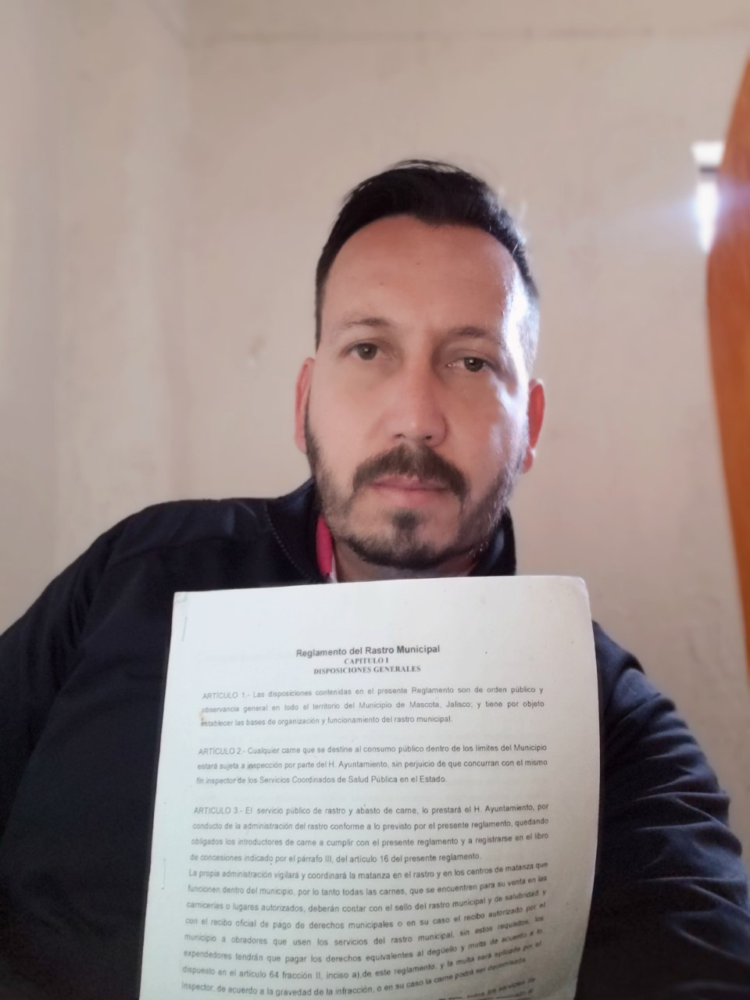 Reglamento del Rastro Municipal
CAPITULO I
DISPOSICIONES GENERALES
ARTÍCULO 1.- Las disposiciones contenidas en el presente Reglamento son de orden público y
observancia general en todo el territorio del Municipio de Mascota, Jalisco; y tiene por objeto
establecer las bases de organización y funcionamiento del rastro municipal.
ARTÍCULO 2.- Cualquier carne que se destine al consumo público dentro de los límites del Municipio
estará sujeta a inspección por parte del H. Ayuntamiento, sin perjuicio de que concurran con el mismo
fin inspector de los Servicios Coordinados de Salud Pública en el Estado.
ARTICULO 3.- El servicio público de rastro y abasto de carne, lo prestará el H. Ayuntamiento, por
conducto de la administración del rastro conforme a lo previsto por el presente reglamento, quedando
obligados los introductores de carne a cumplir con el presente reglamento y a registrarse en el libro
de concesiones indicado por el párrafo III, del artículo 16 del presente reglamento.
La propia administración vigilará y coordinará la matanza en el rastro y en los centros de matanza que
funcionen dentro del municipio, por lo tanto todas las carnes, que se encuentren para su venta en las
carnicerías o lugares autorizados, deberán contar con el sello del rastro municipal y de salubridad, y
con el recibo oficial de pago de derechos municipales o en su caso el recibo autorizado por el
municipio a obradores que usen los servicios del rastro municipal, sin estos requisitos, los
expendedores tendrán que pagar los derechos equivalentes al degüello y multa de acuerdo a lo
dispuesto en el artículo 64 fracción II, inciso a),de este reglamento, y la multa será aplicada por el
Inspector, de acuerdo a la gravedad de la infracción, o en su caso la carne podrá ser decomisada.
los servicios de